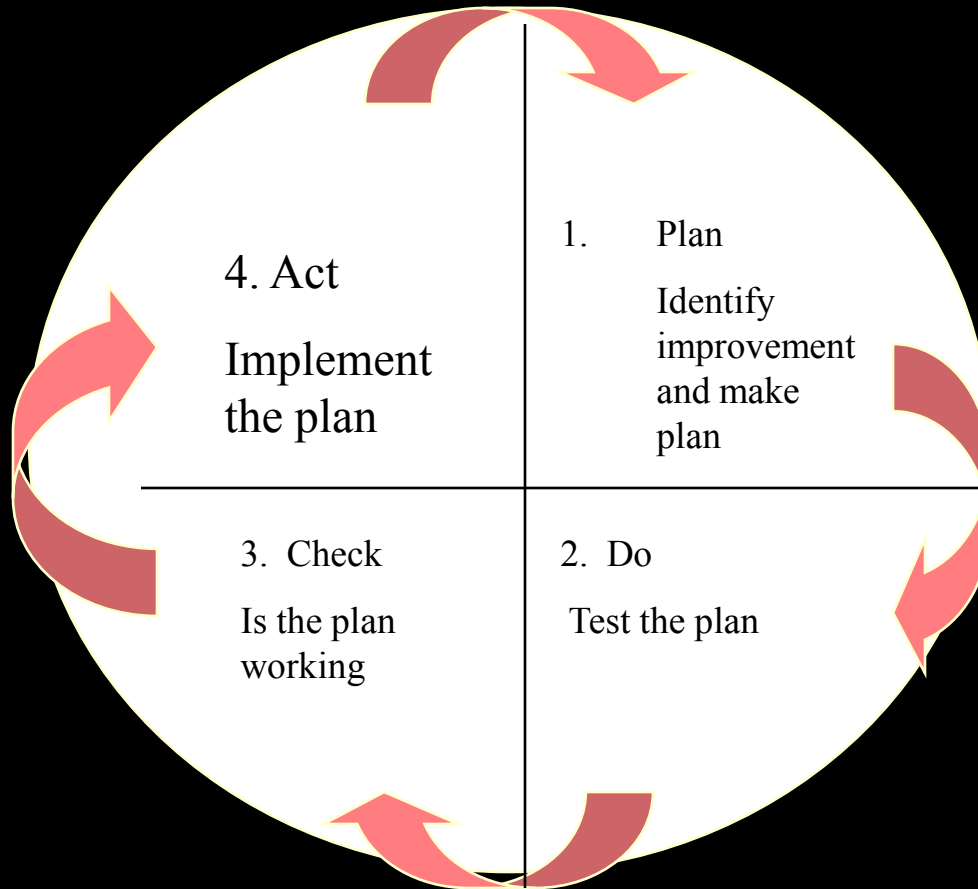 1. Plan
Identify
improvement
and make
plan
2. Do
Test the plan
3. Check
Is the plan
working
4. Act
Implement
the plan